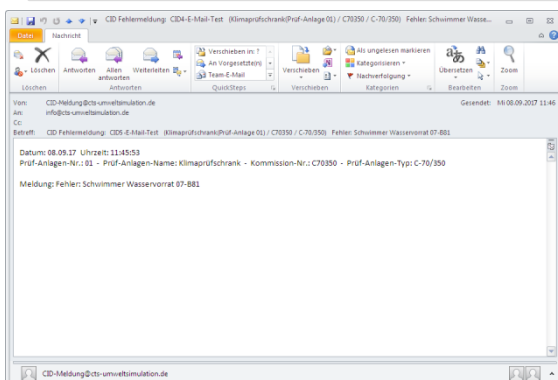 CID Fehlermeldung: CID4-E-Mail-Test (Klimaprüfschrank(Prüf-Anlage 01) / C70350 / C-70/350) Fehler: Schwimmer Wasse...
Datei Nachricht
Löschen
Antworten
Allen antworten
Weiterleiten
Verschieben in: ?
An Vorgesetzte(n)
Team-E-Mail
Verschieben
Als ungelesen markieren
Kategorisieren
Nachverfolgung
Übersetzen
Zoom
Löschen Antworten QuickSteps Verschieben Kategorien Bearbeiten Zoom
Von: CID-Meldung@cts-umweltsimulation.de Gesendet: Mi 08.09.2017 11:46
An: info@cts-umweltsimulation.de
Cc:
Betreff: CID Fehlermeldung: CID5-E-Mail-Test (Klimaprüfschrank(Prüf-Anlage 01) / C70350 / C-70/350) Fehler: Schwimmer Wasservorrat 07-B81
Datum: 08.09.17 Uhrzeit: 11:45:53
Prüf-Anlagen-Nr.: 01 - Prüf-Anlagen-Name: Klimaprüfschrank - Kommission-Nr.: C70350 - Prüf-Anlagen-Typ: C-70/350
Meldung: Fehler: Schwimmer Wasservorrat 07-B81
CID-Meldung@cts-umweltsimulation.de